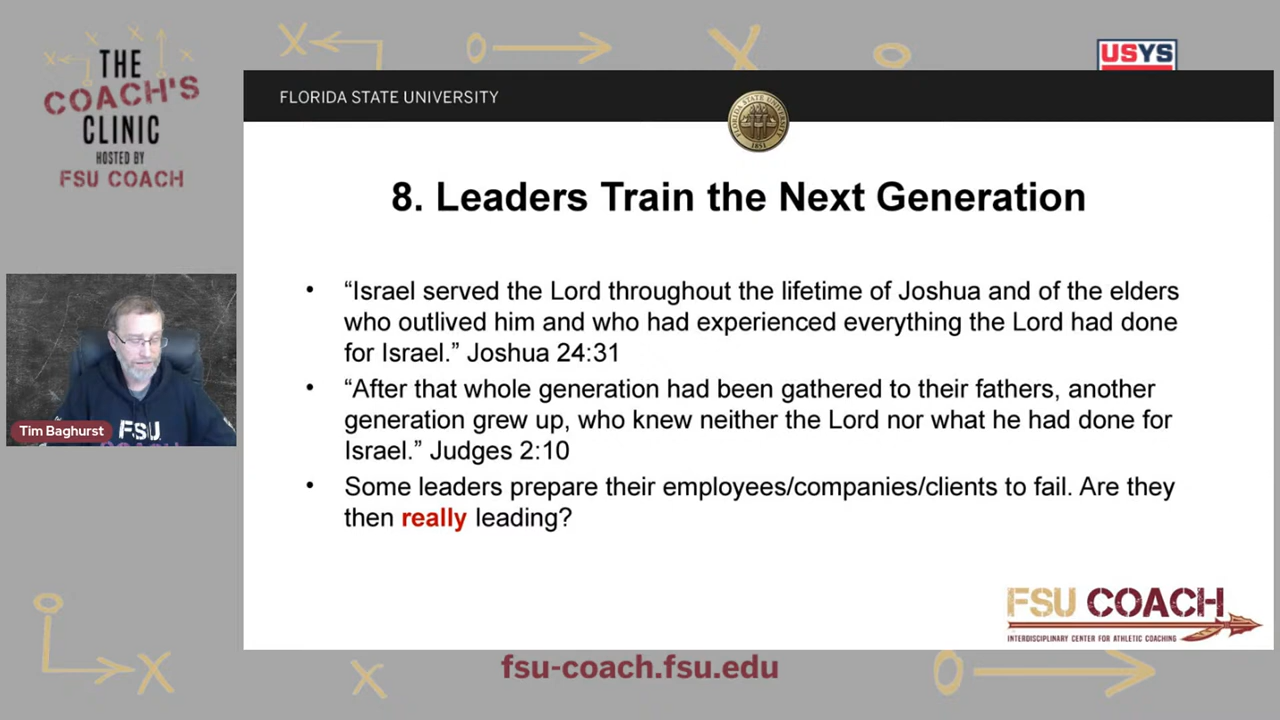 THE
COACH'S
CLINIC
HOSTED BY
FSU COACH
USYS
FLORIDA STATE UNIVERSITY
FLORIDA STATE UNIVERSITY
1851
8. Leaders Train the Next Generation
• “Israel served the Lord throughout the lifetime of Joshua and of the elders
who outlived him and who had experienced everything the Lord had done
for Israel.” Joshua 24:31
• “After that whole generation had been gathered to their fathers, another
generation grew up, who knew neither the Lord nor what he had done for
Israel.” Judges 2:10
• Some leaders prepare their employees/companies/clients to fail. Are they
then really leading?
FSU
COACH
Tim Baghurst
FSU COACH
INTERDISCIPLINARY CENTER FOR ATHLETIC COACHING
fsu-coach.fsu.edu